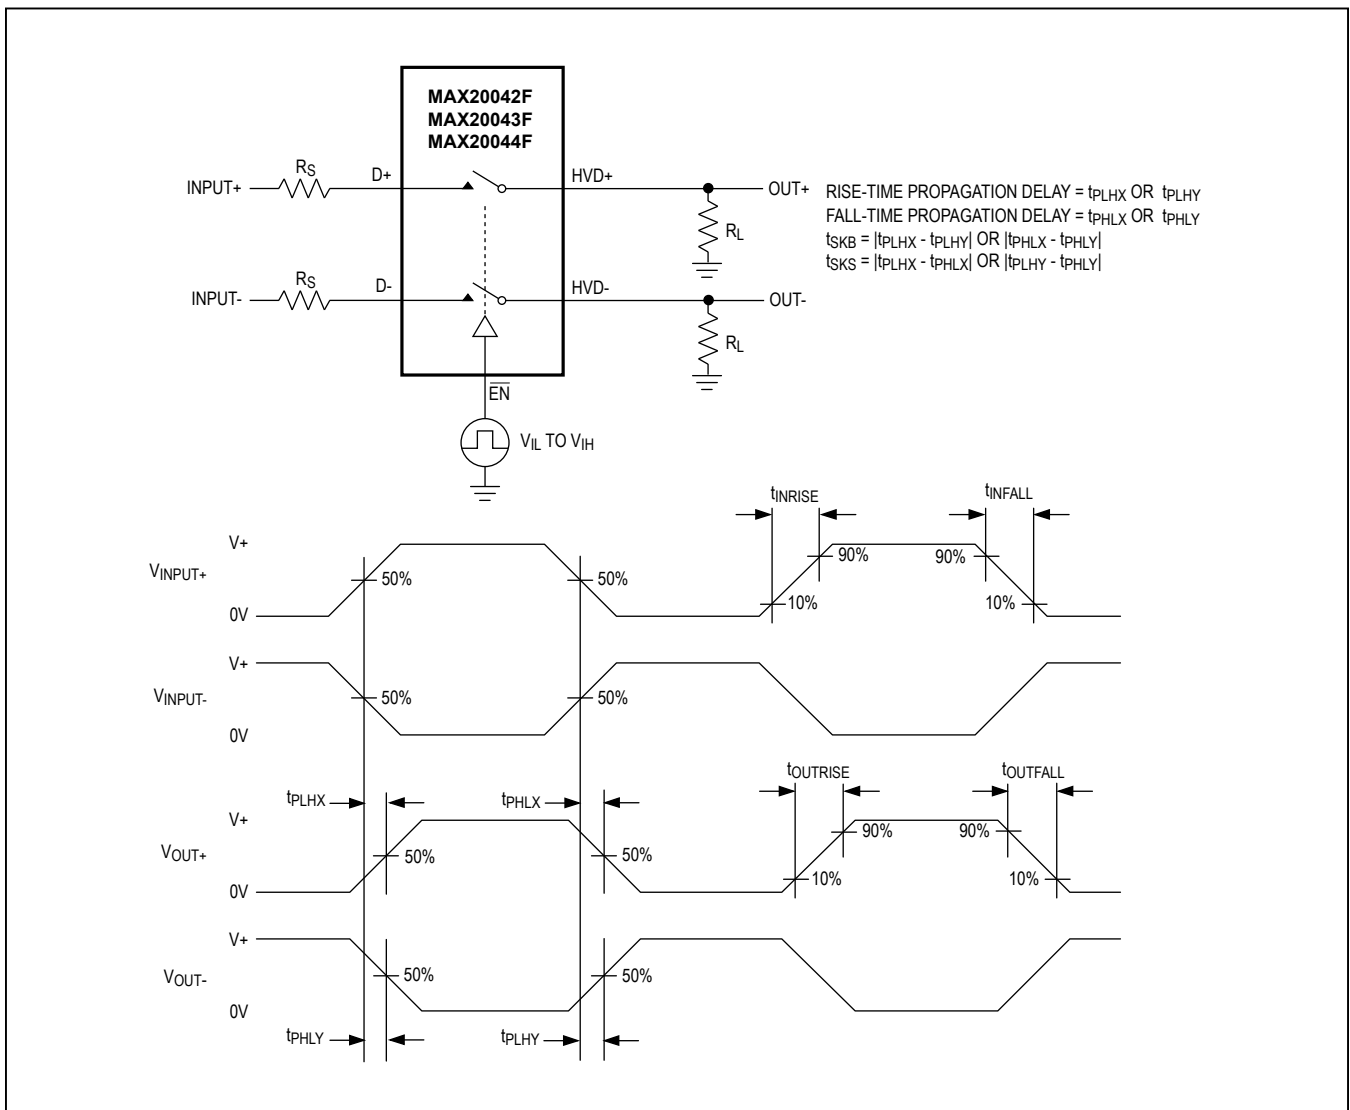 MAX20042F
MAX20043F
MAX20044F
INPUT+ RS D+ HVD+ OUT+
RL
INPUT- RS D- HVD- OUT-
RL
RISE-TIME PROPAGATION DELAY = tPLHX OR tPLHY
FALL-TIME PROPAGATION DELAY = tPHLX OR tPHLY
tSKB = |tPLHX - tPLHY| OR |tPHLX - tPHLY|
tSKS = |tPLHX - tPHLX| OR |tPLHY - tPHLY|
EN
VIL TO VIH
tINRISE tINFALL
V+
90% 90%
VINPUT+ 50% 50%
10% 10%
0V
V+
VINPUT- 50% 50%
0V
tOUTRISE tOUTFALL
tPLHX tPHLX
V+
90% 90%
VOUT+ 50% 50%
10% 10%
0V
V+
VOUT- 50% 50%
0V
tPHLY tPLHY